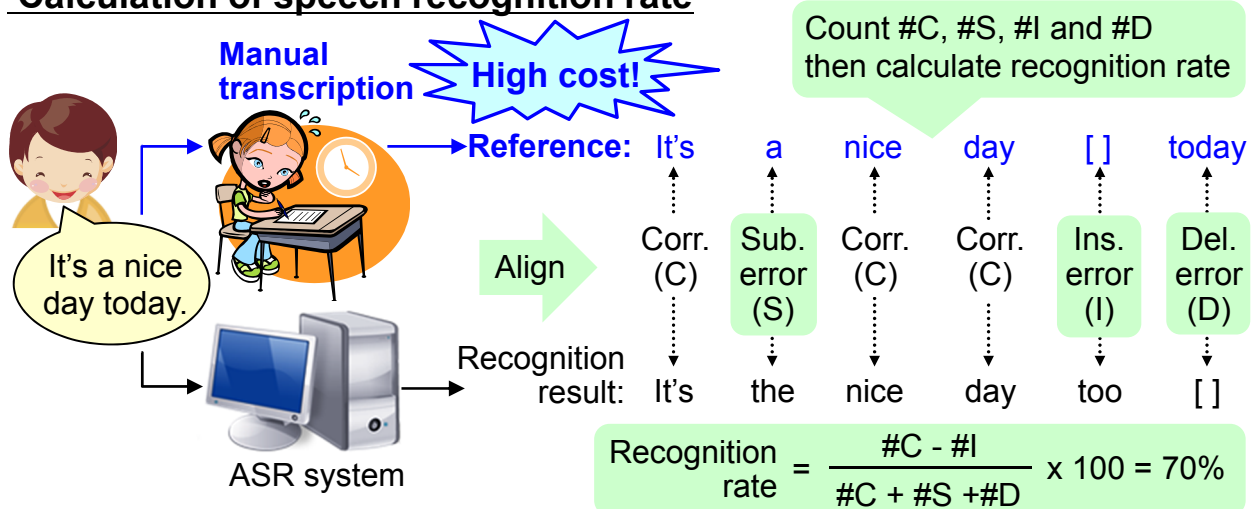 Calculation of speech recognition rate
Count #C, #S, #I and #D
then calculate recognition rate
Manual
transcription
High cost!
Reference: It's a nice day [ ] today
It's a nice
day today.
Align
Corr.
(C)
Sub.
error
(S)
Corr.
(C)
Corr.
(C)
Ins.
error
(I)
Del.
error
(D)
Recognition
result: It's the nice day too [ ]
ASR system
Recognition
rate = #C - #I
#C + #S +#D
x 100 = 70%